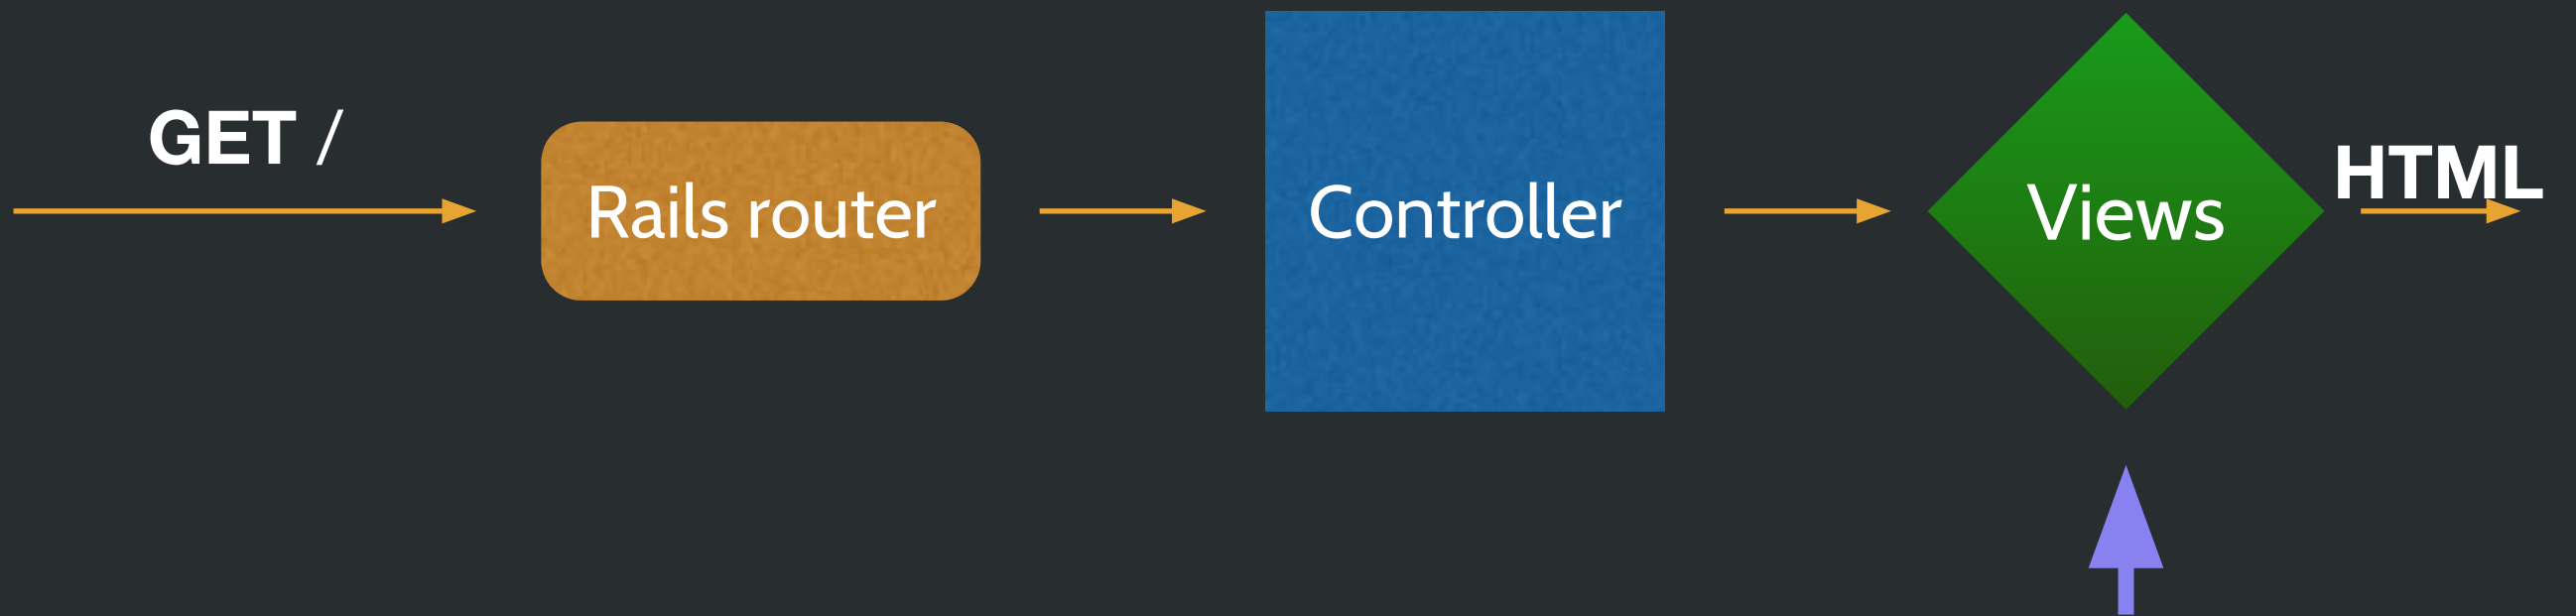 GET /
Rails router
Controller
Views
HTML